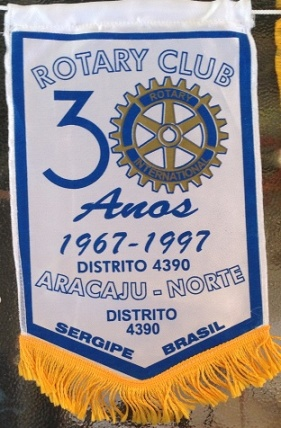 ROTARY CLUB
30
ROTARY
INTERNATIONAL
Anos
1967-1997
DISTRITO 4390
ARACAJU - NORTE
DISTRITO
4390
SERGIPE BRASIL